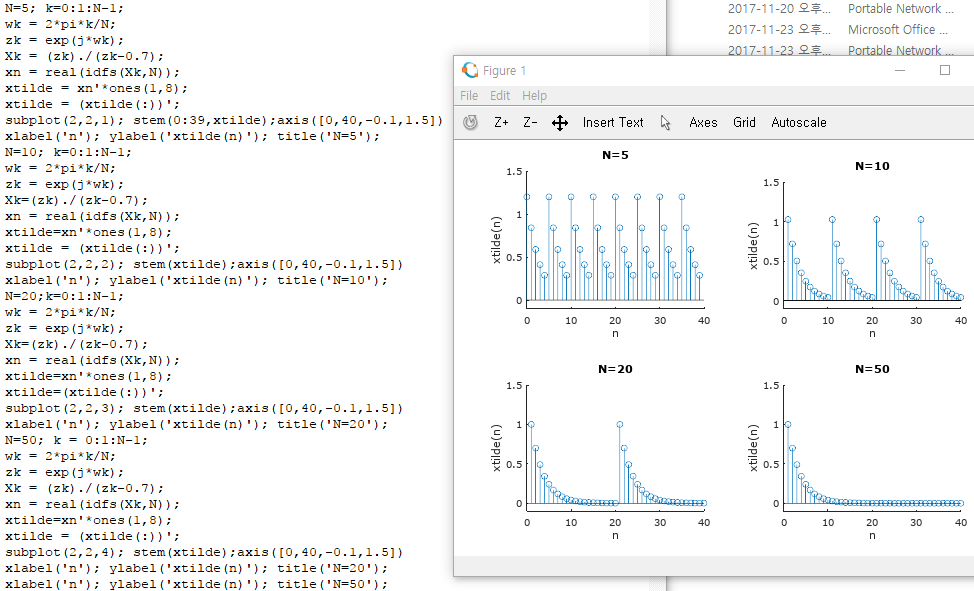 N=5; k=0:1:N-1;
wk = 2*pi*k/N;
zk = exp(j*wk);
Xk = (zk)./(zk-0.7);
xn = real(idfs(Xk,N));
xtilde = xn'*ones(1,8);
xtilde = (xtilde(:))';
subplot(2,2,1); stem(0:39,xtilde);axis([0,40,-0.1,1.5])
xlabel('n'); ylabel('xtilde(n)'); title('N=5');
N=10; k=0:1:N-1;
wk = 2*pi*k/N;
zk = exp(j*wk);
Xk=(zk)./(zk-0.7);
xn = real(idfs(Xk,N));
xtilde=xn'*ones(1,8);
xtilde = (xtilde(:))';
subplot(2,2,2); stem(xtilde);axis([0,40,-0.1,1.5])
xlabel('n'); ylabel('xtilde(n)'); title('N=10');
N=20;k=0:1:N-1;
wk = 2*pi*k/N;
zk = exp(j*wk);
Xk=(zk)./(zk-0.7);
xn = real(idfs(Xk,N));
xtilde=xn'*ones(1,8);
xtilde=(xtilde(:))';
subplot(2,2,3); stem(xtilde);axis([0,40,-0.1,1.5])
xlabel('n'); ylabel('xtilde(n)'); title('N=20');
N=50; k = 0:1:N-1;
wk = 2*pi*k/N;
zk = exp(j*wk);
Xk = (zk)./(zk-0.7);
xn = real(idfs(Xk,N));
xtilde=xn'*ones(1,8);
xtilde = (xtilde(:))';
subplot(2,2,4); stem(xtilde);axis([0,40,-0.1,1.5])
xlabel('n'); ylabel('xtilde(n)'); title('N=20');
xlabel('n'); ylabel('xtilde(n)'); title('N=50');
2017-11-20 오후... Portable Network ...
2017-11-23 오후... Microsoft Office ...
2017-11-23 오후... Portable Network ...
Figure 1
File Edit Help
Z+ Z- Insert Text Axes Grid Autoscale
N=5
1.5
1
0.5
0
xtilde(n)
0 10 20 30 40
n
N=10
1.5
1
0.5
0
xtilde(n)
0 10 20 30 40
n
N=20
1.5
1
0.5
0
xtilde(n)
0 10 20 30 40
n
N=50
1.5
1
0.5
0
xtilde(n)
0 10 20 30 40
n